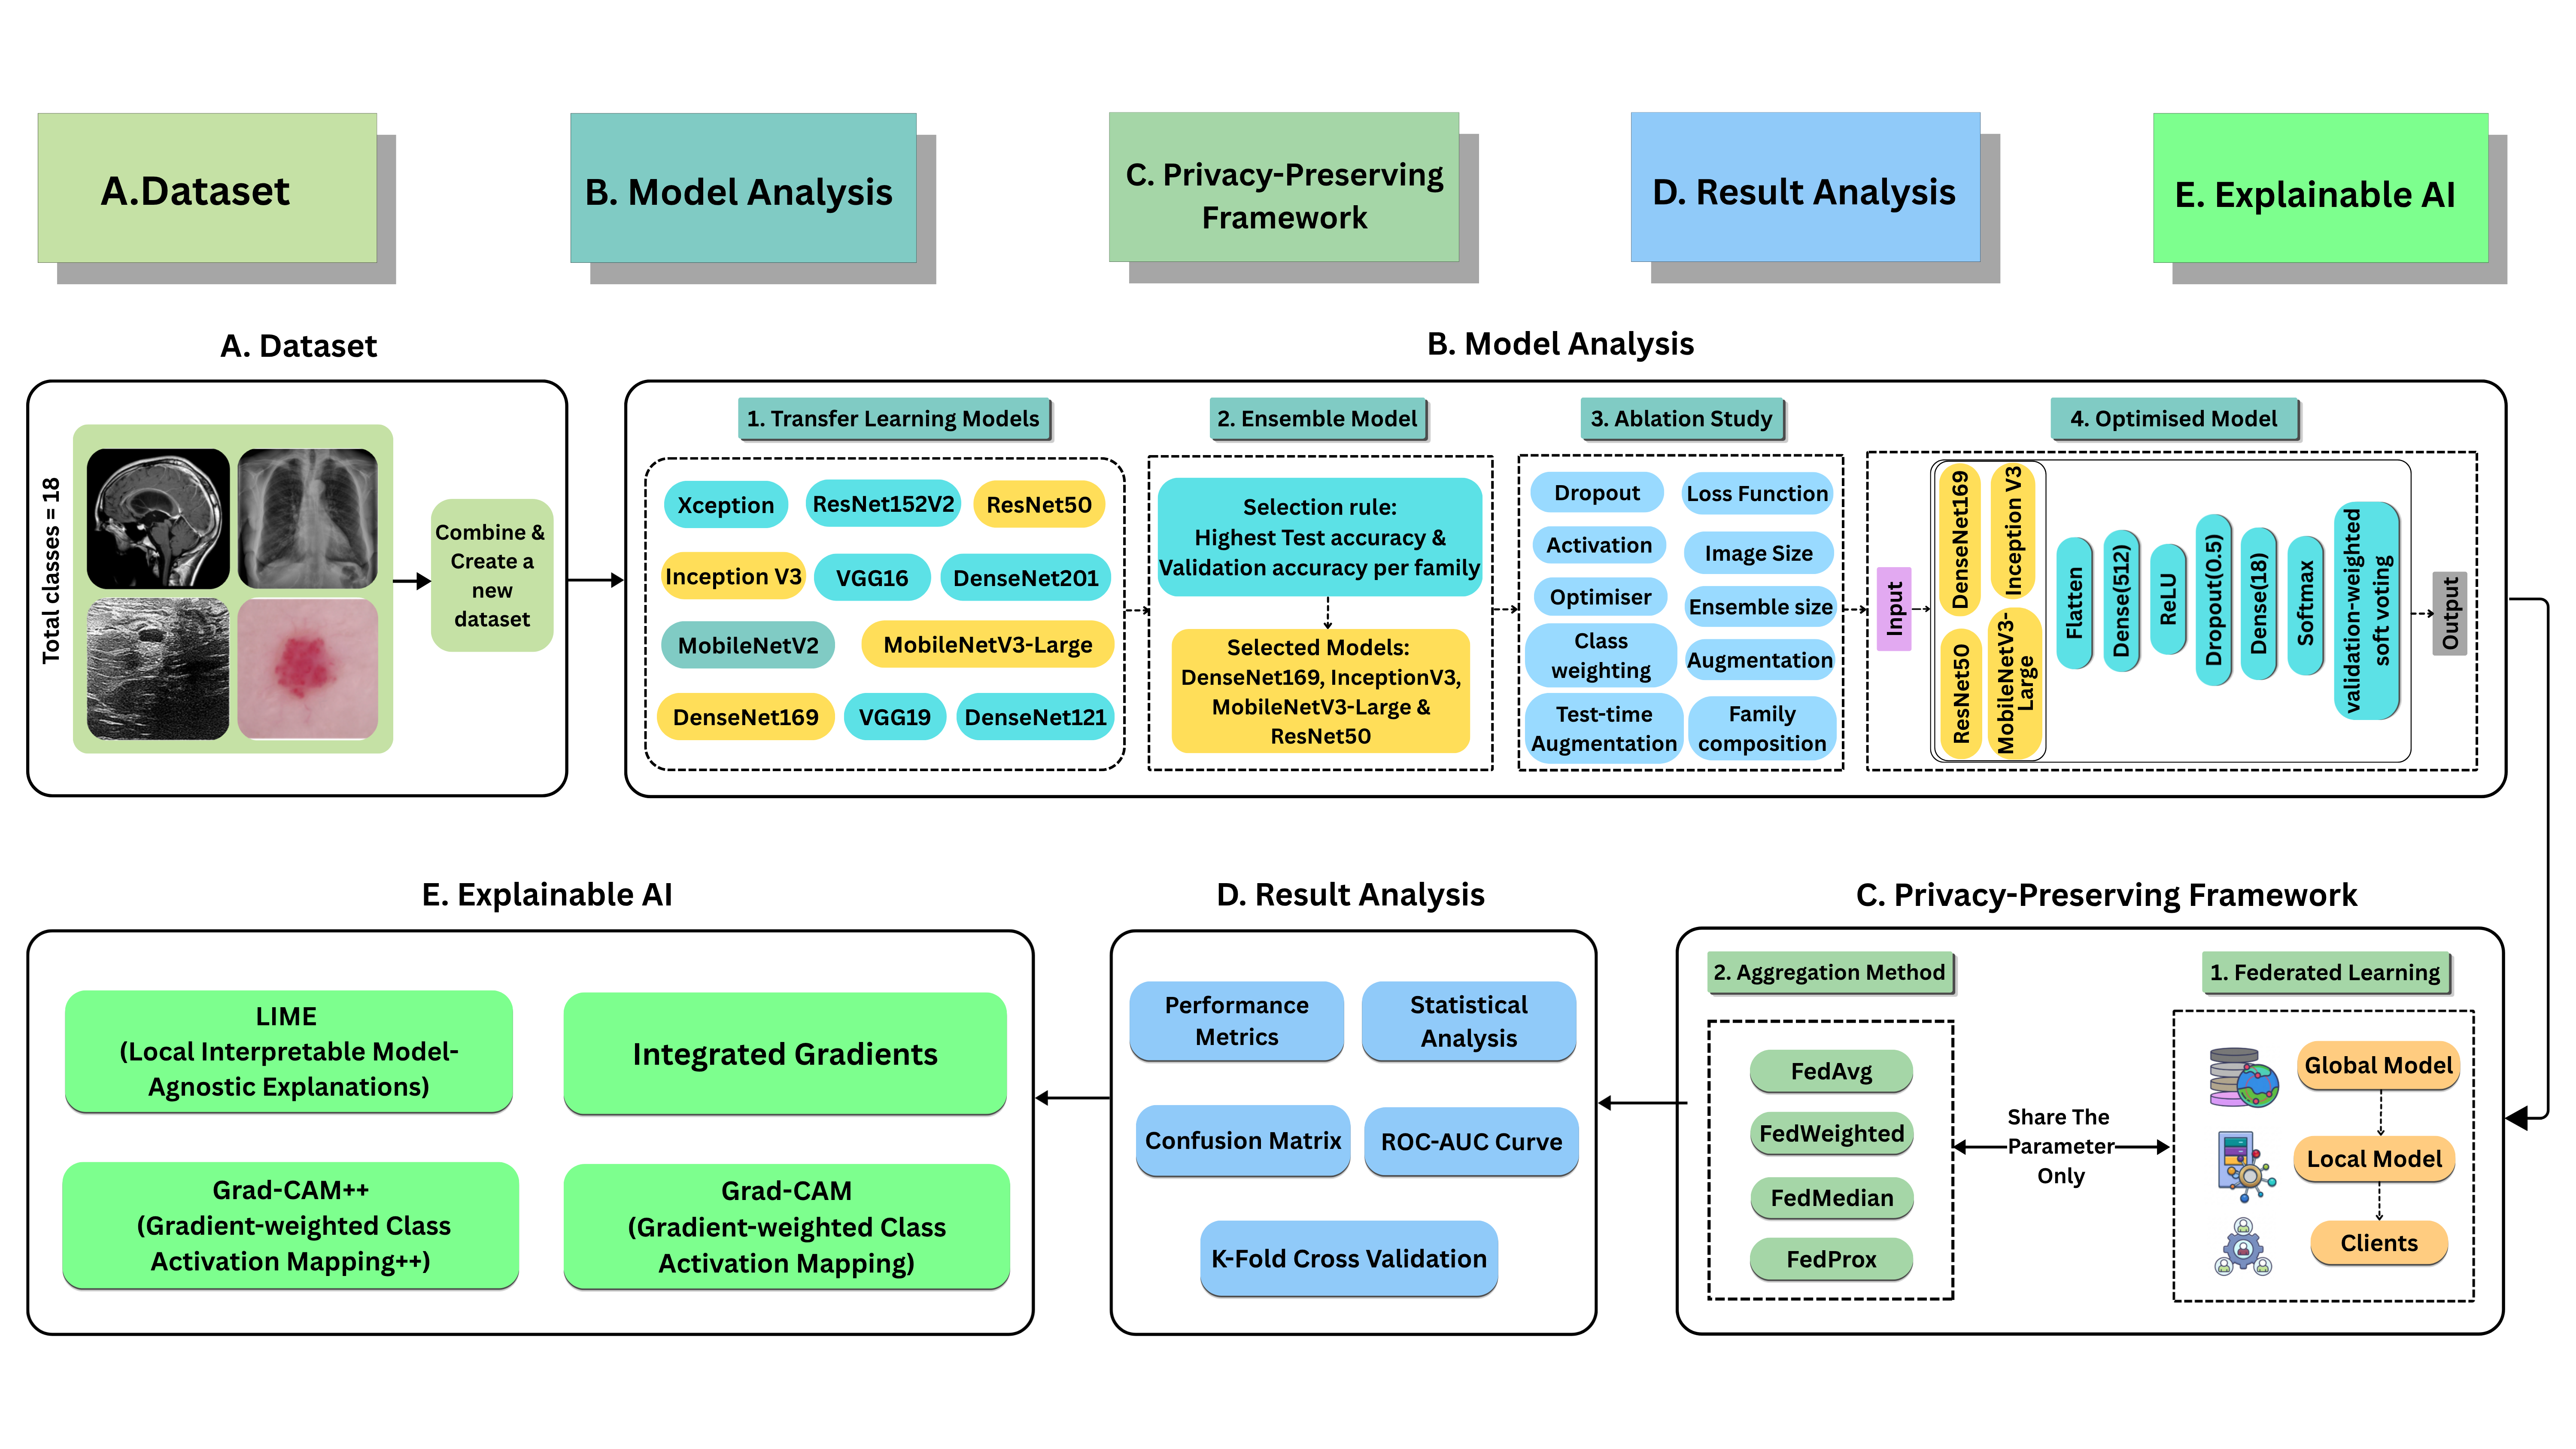 A.Dataset
B. Model Analysis
C. Privacy-Preserving
Framework
D. Result Analysis
E. Explainable AI
A. Dataset
Total classes = 18
Combine &
Create a
new
dataset
B. Model Analysis
1. Transfer Learning Models
Xception
ResNet152V2
ResNet50
Inception V3
VGG16
DenseNet201
MobileNetV2
MobileNetV3-Large
DenseNet169
VGG19
DenseNet121
2. Ensemble Model
Selection rule:
Highest Test accuracy &
Validation accuracy per family
Selected Models:
DenseNet169, InceptionV3,
MobileNetV3-Large &
ResNet50
3. Ablation Study
Dropout
Loss Function
Activation
Image Size
Optimiser
Ensemble size
Class
weighting
Augmentation
Test-time
Augmentation
Family
composition
4. Optimised Model
Input
DenseNet169
Inception V3
ResNet50
MobileNetV3-
Large
Flatten
Dense(512)
ReLU
Dropout(0.5)
Dense(18)
Softmax
validation-weighted
soft voting
Output
C. Privacy-Preserving Framework
1. Federated Learning
Global Model
Local Model
Clients
Share The
Parameter
Only
2. Aggregation Method
FedAvg
FedWeighted
FedMedian
FedProx
D. Result Analysis
Performance
Metrics
Statistical
Analysis
Confusion Matrix
ROC-AUC Curve
K-Fold Cross Validation
E. Explainable AI
LIME
(Local Interpretable Model-
Agnostic Explanations)
Integrated Gradients
Grad-CAM++
(Gradient-weighted Class
Activation Mapping++)
Grad-CAM
(Gradient-weighted Class
Activation Mapping)